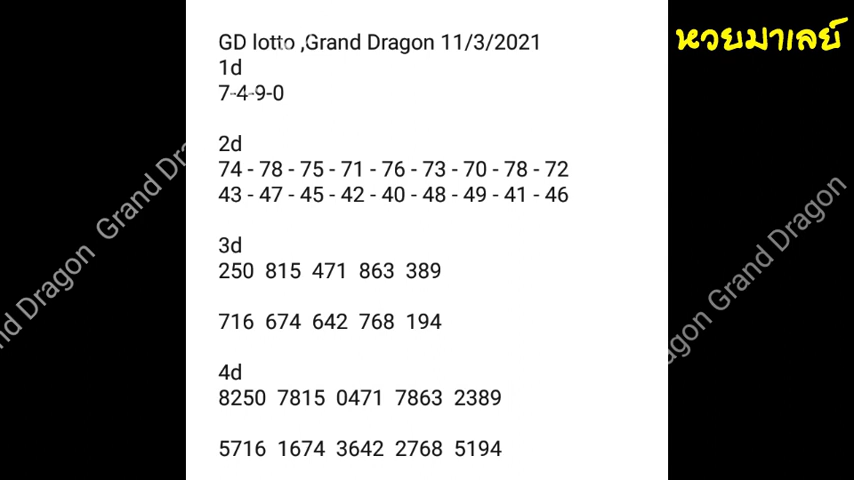 GD lotto ,Grand Dragon 11/3/2021
หวยมาเลย์
1d
7-4-9-0
2d
74 - 78 - 75 - 71 - 76 - 73 - 70 - 78 - 72
43 - 47 - 45 - 42 - 40 - 48 - 49 - 41 - 46
3d
250 815 471 863 389
716 674 642 768 194
4d
8250 7815 0471 7863 2389
5716 1674 3642 2768 5194
Dragon Grand
Grand Dragon